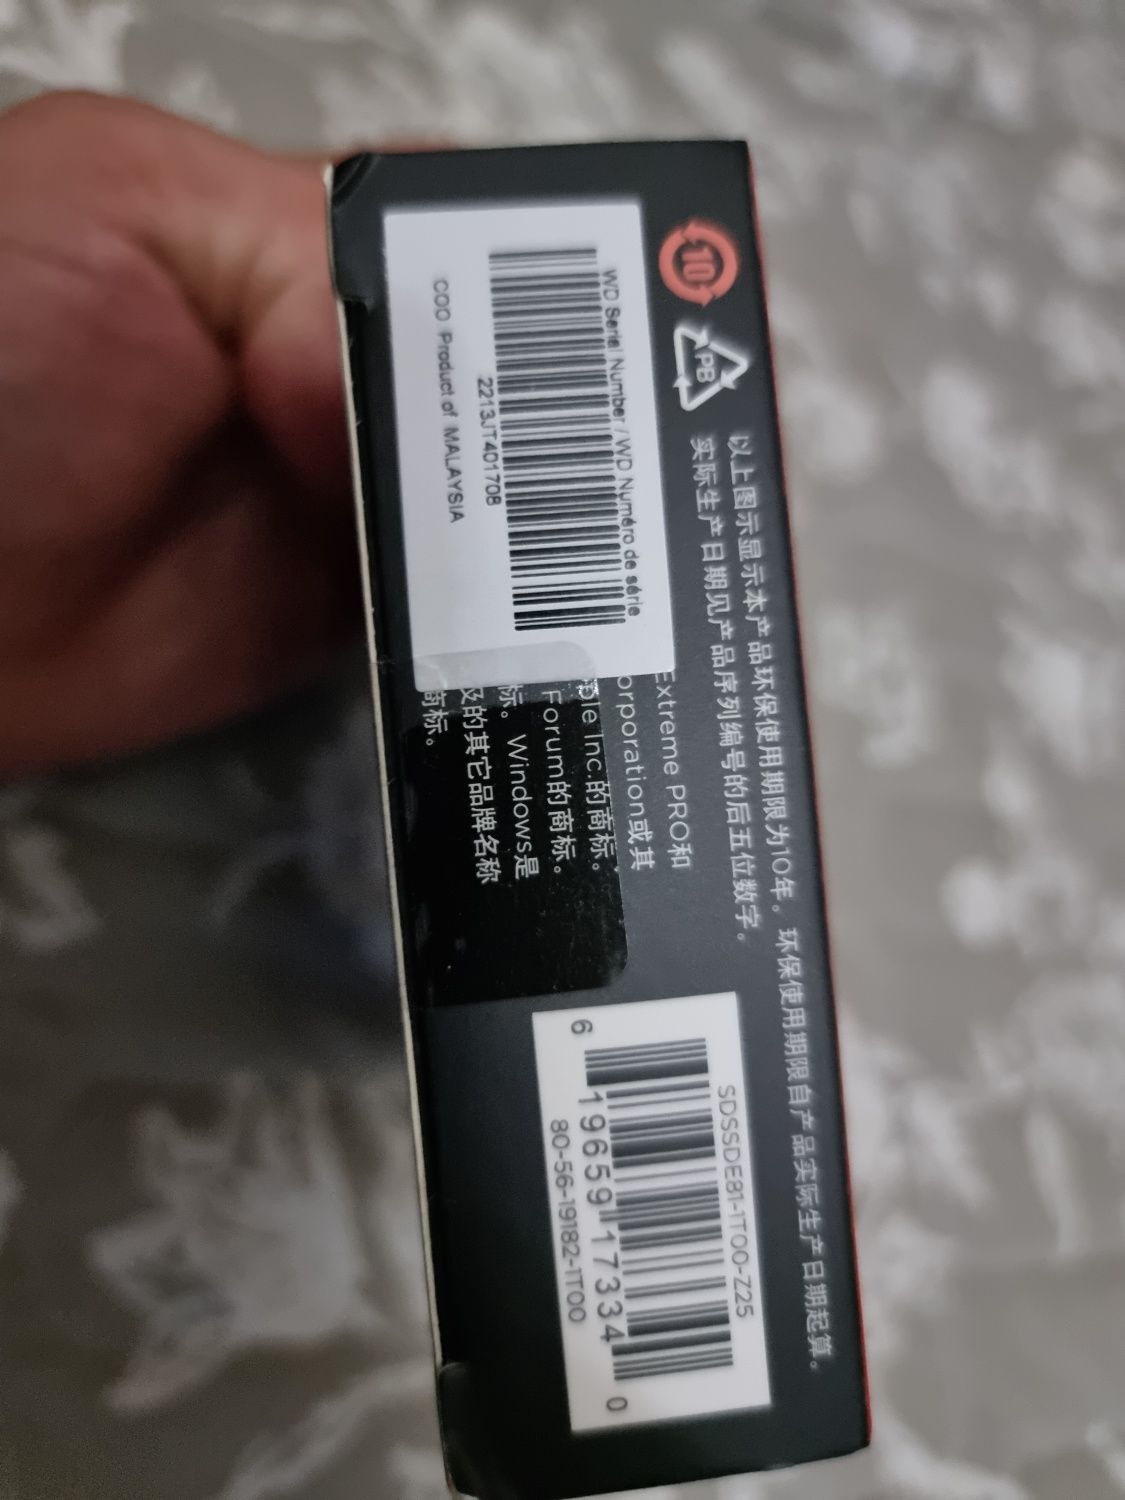 10
PB
以上图示显示本产品环保使用期限为10年。环保使用期限自产品实际生产日期起算。
实际生产日期见产品序列编号的后五位数字。
WD Serial Number / WD Numéro de série
2213JT401708
COO Product of MALAYSIA
Extreme PRO和
orporation或其
ple Inc.的商标。
Forum的商标。
标。Windows是
及的其它品牌名称
商标。
SDSSDE81-1T00-Z25
6 19659 17334 0
80-56-19182-1T00